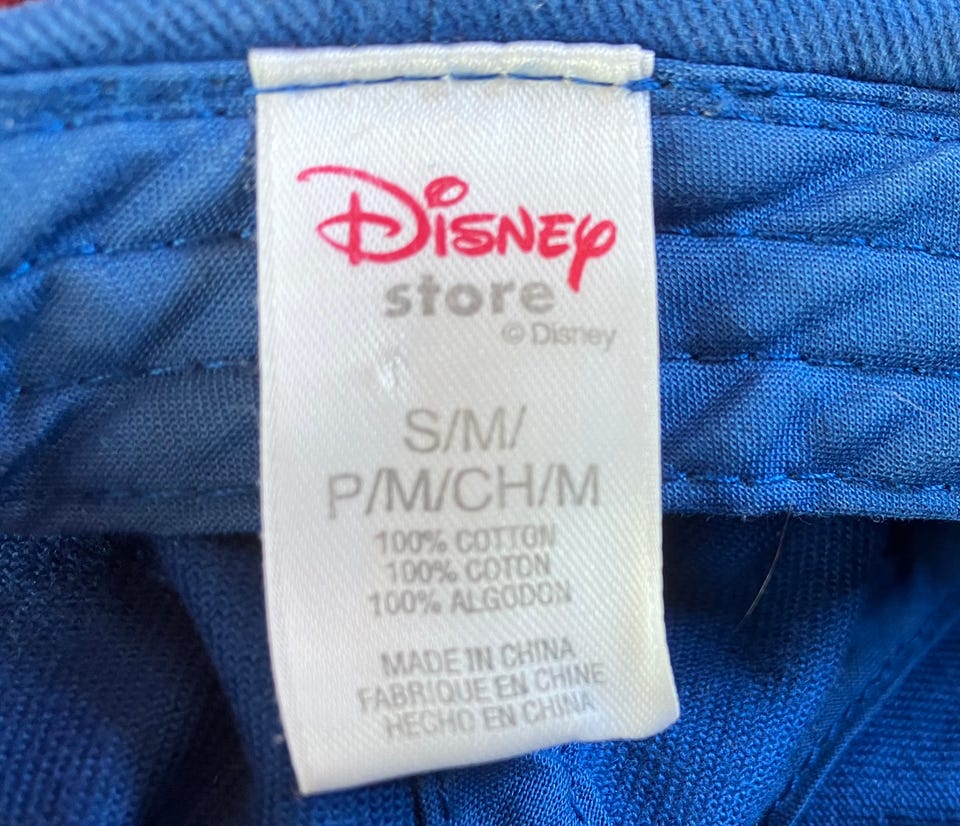 Disney
store
© Disney
S/M/
P/M/CH/M
100% COTTON
100% COTON
100% ALGODON
MADE IN CHINA
FABRIQUE EN CHINE
HECHO EN CHINA